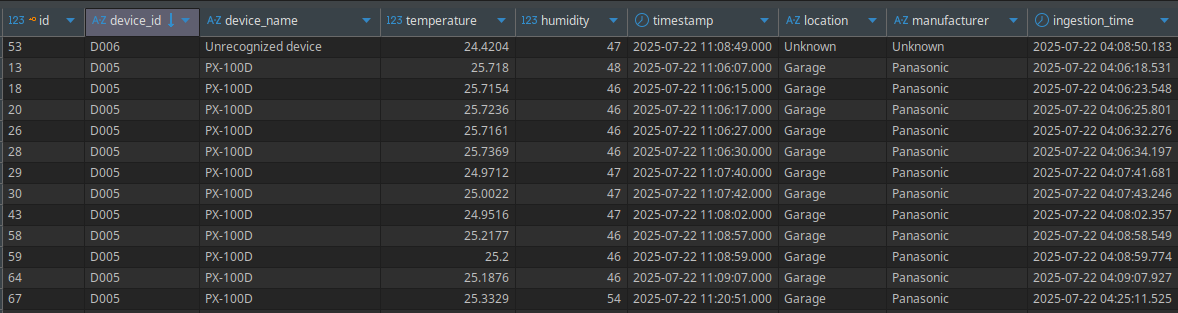 123 id A-Z device_id A-Z device_name 123 temperature 123 humidity timestamp A-Z location A-Z manufacturer ingestion_time
53 D006 Unrecognized device 24.4204 47 2025-07-22 11:08:49.000 Unknown Unknown 2025-07-22 04:08:50.183
13 D005 PX-100D 25.718 48 2025-07-22 11:06:07.000 Garage Panasonic 2025-07-22 04:06:18.531
18 D005 PX-100D 25.7154 46 2025-07-22 11:06:15.000 Garage Panasonic 2025-07-22 04:06:23.548
20 D005 PX-100D 25.7236 46 2025-07-22 11:06:17.000 Garage Panasonic 2025-07-22 04:06:25.801
26 D005 PX-100D 25.7161 46 2025-07-22 11:06:27.000 Garage Panasonic 2025-07-22 04:06:32.276
28 D005 PX-100D 25.7369 46 2025-07-22 11:06:30.000 Garage Panasonic 2025-07-22 04:06:34.197
29 D005 PX-100D 24.9712 47 2025-07-22 11:07:40.000 Garage Panasonic 2025-07-22 04:07:41.681
30 D005 PX-100D 25.0022 47 2025-07-22 11:07:42.000 Garage Panasonic 2025-07-22 04:07:43.246
43 D005 PX-100D 24.9516 47 2025-07-22 11:08:02.000 Garage Panasonic 2025-07-22 04:08:02.357
58 D005 PX-100D 25.2177 46 2025-07-22 11:08:57.000 Garage Panasonic 2025-07-22 04:08:58.549
59 D005 PX-100D 25.2 46 2025-07-22 11:08:59.000 Garage Panasonic 2025-07-22 04:08:59.774
64 D005 PX-100D 25.1876 46 2025-07-22 11:09:07.000 Garage Panasonic 2025-07-22 04:09:07.927
67 D005 PX-100D 25.3329 54 2025-07-22 11:20:51.000 Garage Panasonic 2025-07-22 04:25:11.525